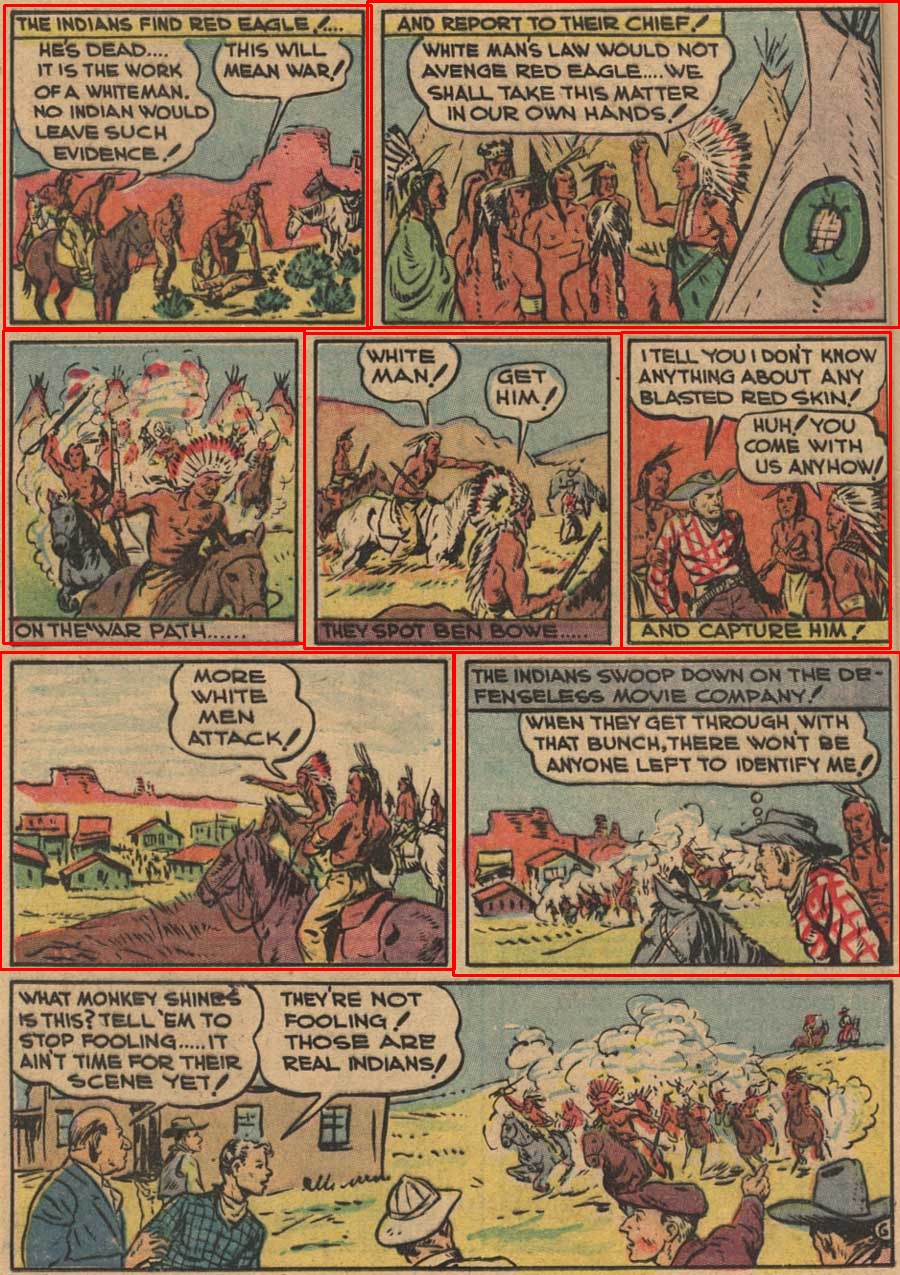 THE INDIANS FIND RED EAGLE!....
HE'S DEAD....
IT IS THE WORK
OF A WHITEMAN.
NO INDIAN WOULD
LEAVE SUCH
EVIDENCE!
THIS WILL
MEAN WAR!
AND REPORT TO THEIR CHIEF!
WHITE MAN'S LAW WOULD NOT
AVENGE RED EAGLE....WE
SHALL TAKE THIS MATTER
IN OUR OWN HANDS!
ON THE WAR PATH......
WHITE
MAN!
GET
HIM!
THEY SPOT BEN BOWE.....
I TELL YOU I DON'T KNOW
ANYTHING ABOUT ANY
BLASTED RED SKIN!
HUH! YOU
COME WITH
US ANYHOW!
AND CAPTURE HIM!
MORE
WHITE
MEN
ATTACK!
THE INDIANS SWOOP DOWN ON THE DE-
FENSELESS MOVIE COMPANY!
WHEN THEY GET THROUGH WITH
THAT BUNCH, THERE WON'T BE
ANYONE LEFT TO IDENTIFY ME!
WHAT MONKEY SHINES
IS THIS? TELL 'EM TO
STOP FOOLING.....IT
AIN'T TIME FOR THEIR
SCENE YET!
THEY'RE NOT
FOOLING!
THOSE ARE
REAL INDIANS!
6